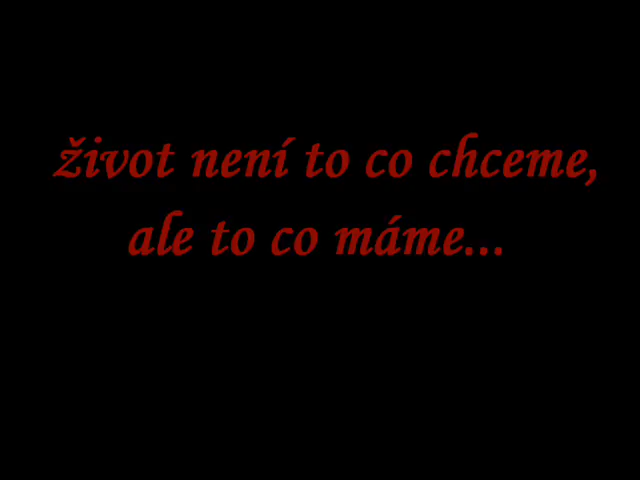 život není to co chceme,
ale to co máme...